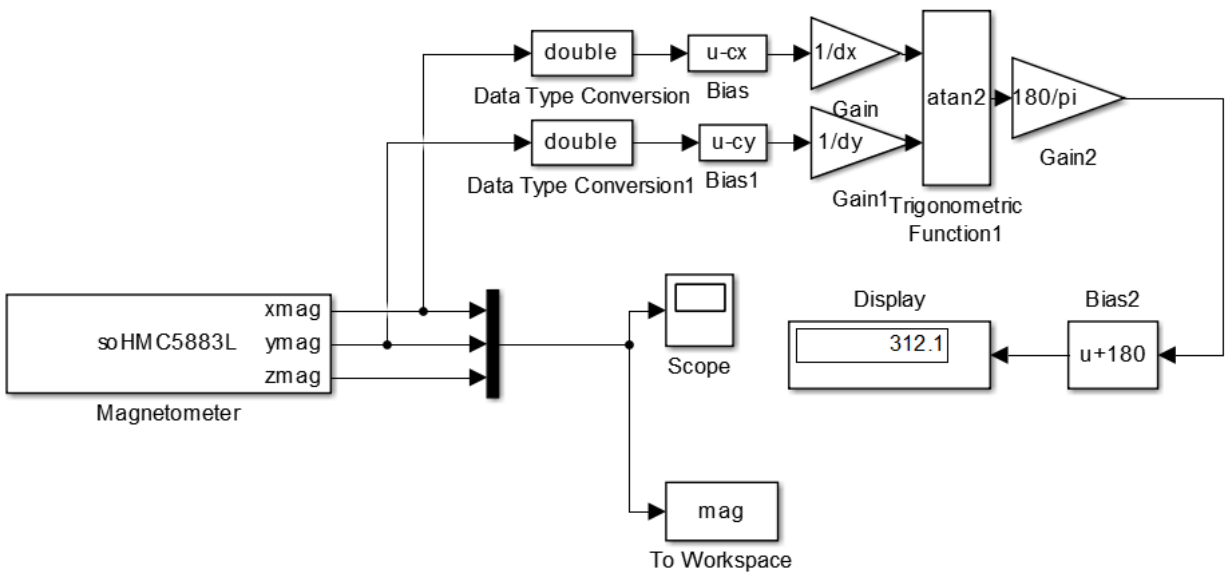 double
Data Type Conversion
u-cx
Bias
1/dx
Gain
atan2
180/pi
Gain2
double
Data Type Conversion1
u-cy
Bias1
1/dy
Gain1
Trigonometric
Function1
soHMC5883L
xmag
ymag
zmag
Magnetometer
Scope
Display
312.1
Bias2
u+180
mag
To Workspace